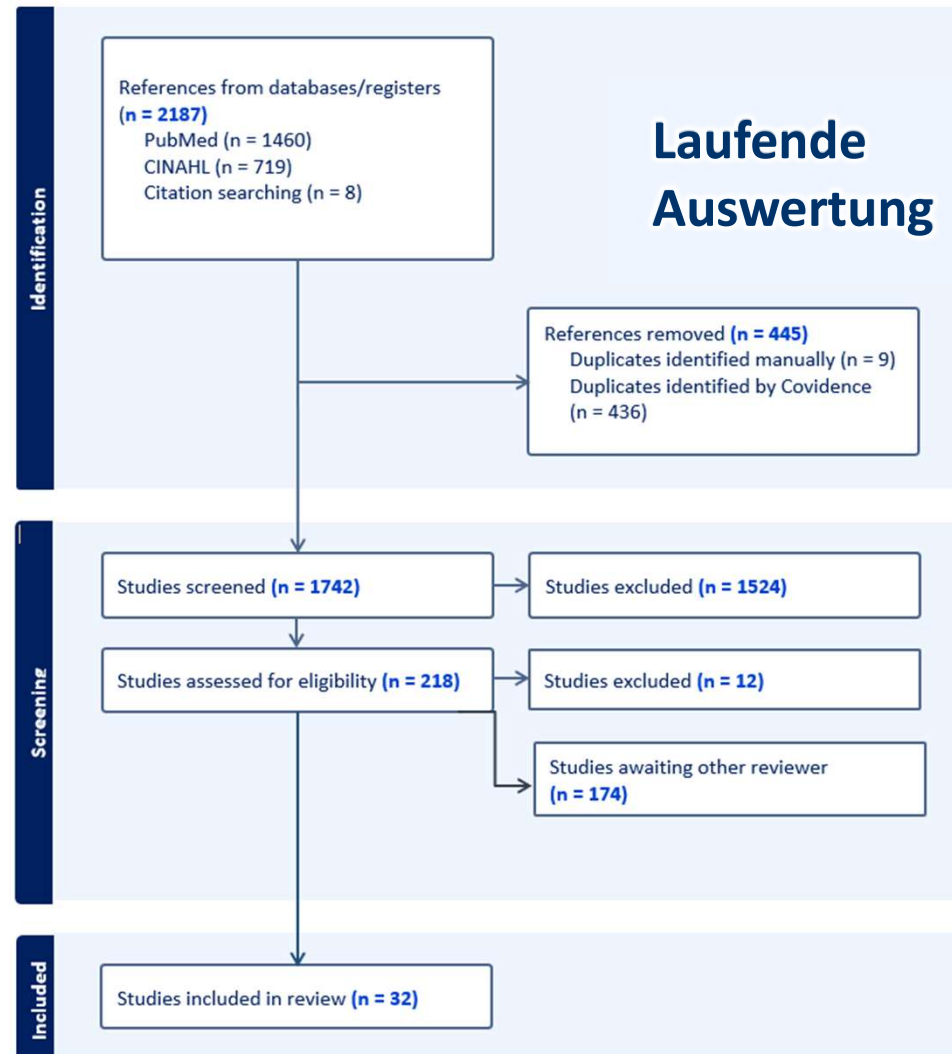 Identification
References from databases/registers
(n = 2187)
PubMed (n = 1460)
CINAHL (n = 719)
Citation searching (n = 8)
Laufende
Auswertung
References removed (n = 445)
Duplicates identified manually (n = 9)
Duplicates identified by Covidence
(n = 436)
Screening
Studies screened (n = 1742)
Studies excluded (n = 1524)
Studies assessed for eligibility (n = 218)
Studies excluded (n = 12)
Studies awaiting other reviewer
(n = 174)
Included
Studies included in review (n = 32)